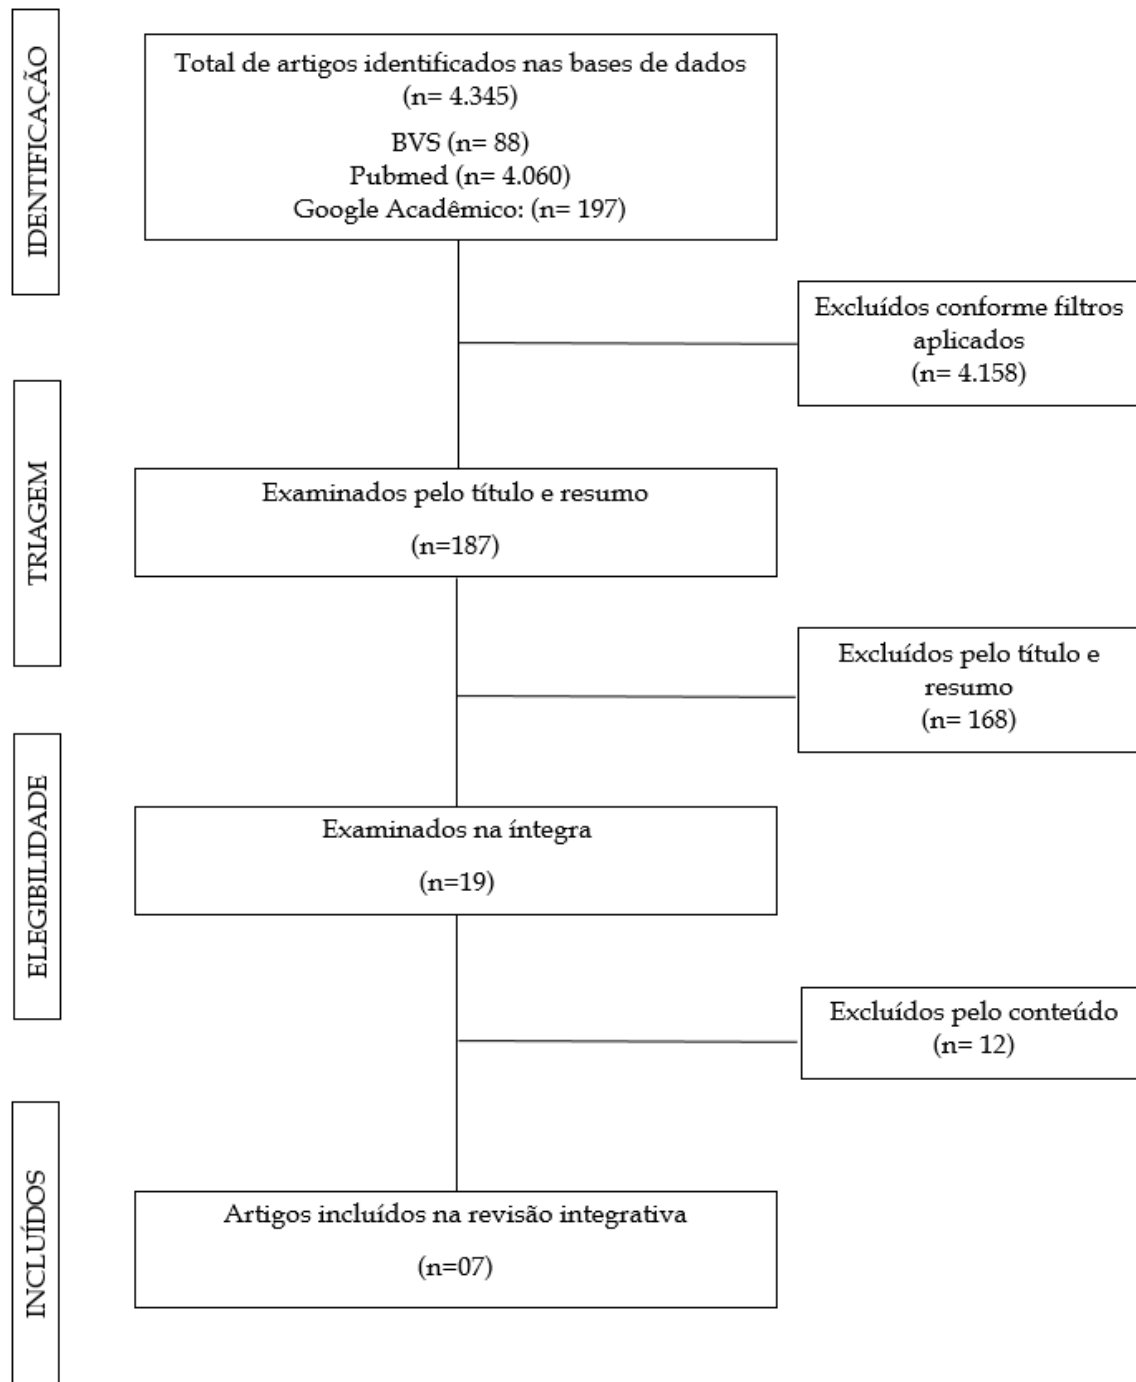 IDENTIFICAÇÃO
Total de artigos identificados nas bases de dados
(n= 4.345)
BVS (n= 88)
Pubmed (n= 4.060)
Google Acadêmico: (n= 197)
Excluídos conforme filtros
aplicados
(n= 4.158)
TRIAGEM
Examinados pelo título e resumo
(n=187)
Excluídos pelo título e
resumo
(n= 168)
ELEGIBILIDADE
Examinados na íntegra
(n=19)
Excluídos pelo conteúdo
(n= 12)
INCLUÍDOS
Artigos incluídos na revisão integrativa
(n=07)